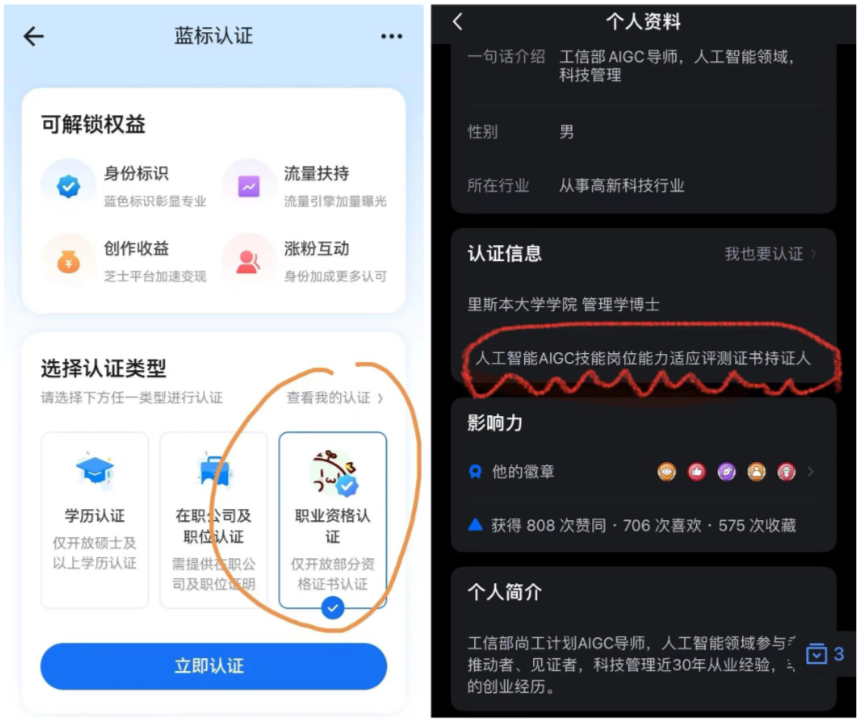 蓝标认证
可解锁权益
身份标识
蓝色标识彰显专业
流量扶持
流量引擎加量曝光
创作收益
芝士平台加速变现
涨粉互动
身份加成更多认可
选择认证类型
请选择下方任一类型进行认证
查看我的认证
学历认证
仅开放硕士及
以上学历认证
在职公司及
职位认证
需提供在职公
司及职位证明
职业资格认
证
仅开放部分资
格证书认证
立即认证
个人资料
一句话介绍
工信部AIGC导师，人工智能领域，
科技管理
性别
男
所在行业
从事高新科技行业
认证信息
我也要认证
里斯本大学学院 管理学博士
人工智能AIGC技能岗位能力适应评测证书持证人
影响力
他的徽章
获得 808 次赞同 · 706 次喜欢 · 575 次收藏
个人简介
工信部尚工计划AIGC导师，人工智能领域参与
推动者、见证者，科技管理近30年从业经验，
的创业经历。
3